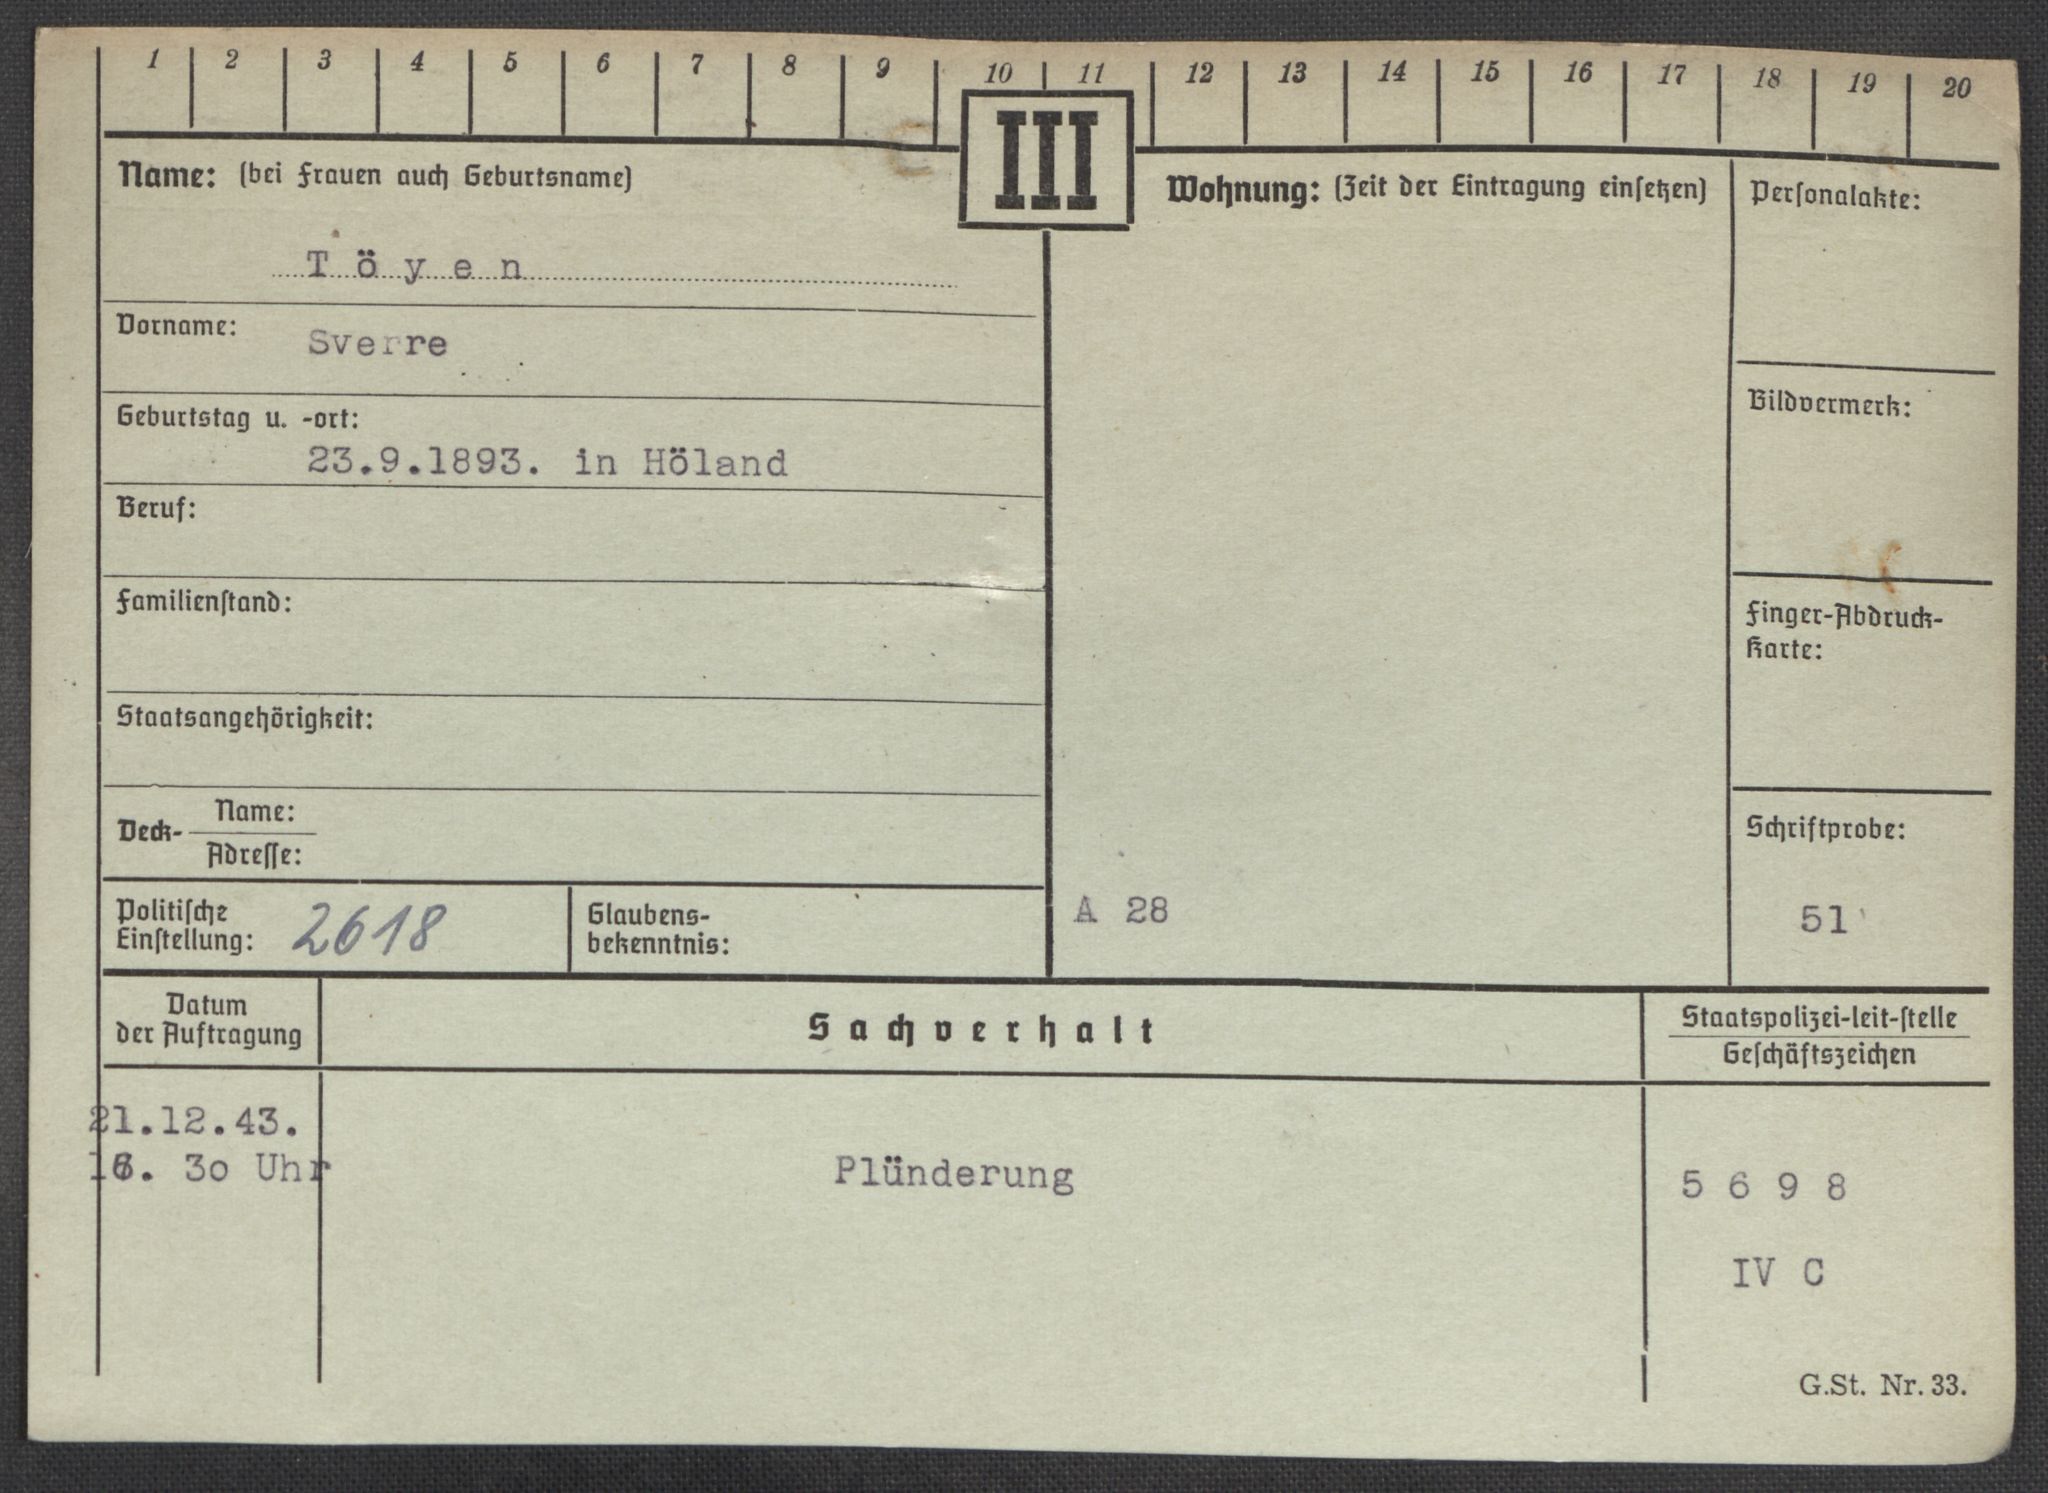 1 2 3 4 5 6 7 8 9 10 11 12 13 14 15 16 17 18 19 20
III
Name: (bei Frauen auch Geburtsname)
Töyen
Vorname:
Sverre
Geburtstag u. -ort:
23.9.1893. in Höland
Beruf:
Familienstand:
Staatsangehörigkeit:
Deck- Name:
Adresse:
Politische
Einstellung: 2618
Glaubens-
bekenntnis:
Wohnung: (Zeit der Eintragung einsetzen)
A 28
Personalakte:
Bildvermerk:
Finger-Abdruck-
Karte:
Schriftprobe:
51
Datum
der Auftragung
Sachverhalt
Staatspolizei-leit-stelle
Geschäftszeichen
21.12.43.
30 Uhr
Plünderung
5 6 9 8
IV C
G.St. Nr. 33.